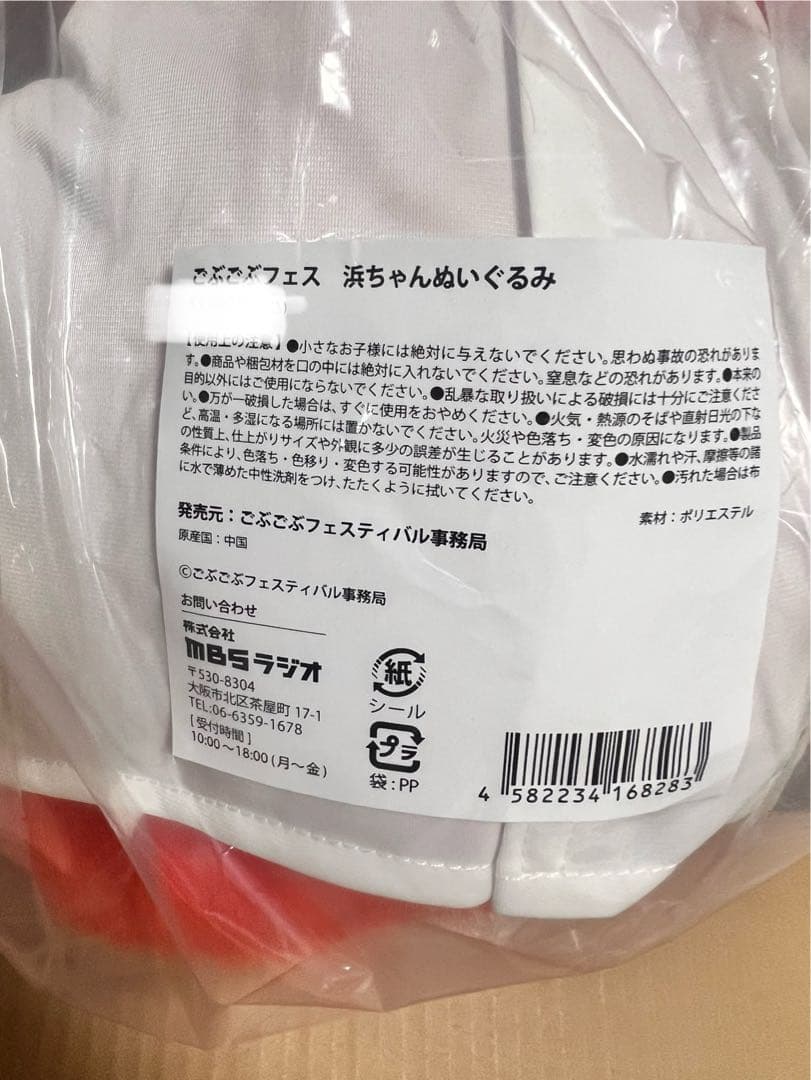 ごぶごぶフェス 浜ちゃんぬいぐるみ
【使用上の注意】●小さなお子様には絶対に与えないでください。思わぬ事故の恐れがありま
す。●商品や梱包材を口の中には絶対に入れないでください。窒息などの恐れがあります。●本来の
目的以外にはご使用にならないでください。●乱暴な取り扱いによる破損には十分にご注意くださ
い。●万が一破損した場合は、すぐに使用をおやめください。●火気・熱源のそばや直射日光の下な
ど、高温・多湿になる場所には置かないでください。火災や色落ち・変色の原因になります。●製品
の性質上、仕上がりサイズや外観に多少の誤差が生じることがあります。●水濡れや汗、摩擦等の諸
条件により、色落ち・色移り・変色する可能性がありますので、ご注意ください。●汚れた場合は布
に水で薄めた中性洗剤をつけ、たたくように拭いてください。
素材：ポリエステル
発売元：ごぶごぶフェスティバル事務局
原産国：中国
©ごぶごぶフェスティバル事務局
お問い合わせ
株式会社
MBSラジオ
〒530-8304
大阪市北区茶屋町 17-1
TEL:06-6359-1678
[受付時間]
10:00～18:00 (月～金)
紙
シール
プラ
袋：PP
4 582234 168283